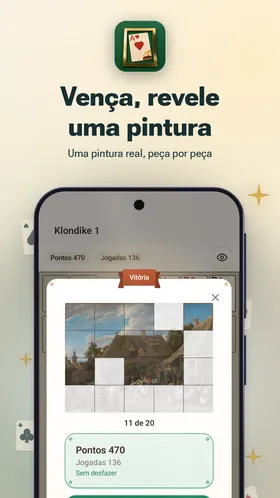 A
Vença, revele
uma pintura
Uma pintura real, peça por peça
Klondike 1
Pontos 470
Jogadas 136
Vitória
11 de 20
Pontos 470
Jogadas 136
Sem desfazer